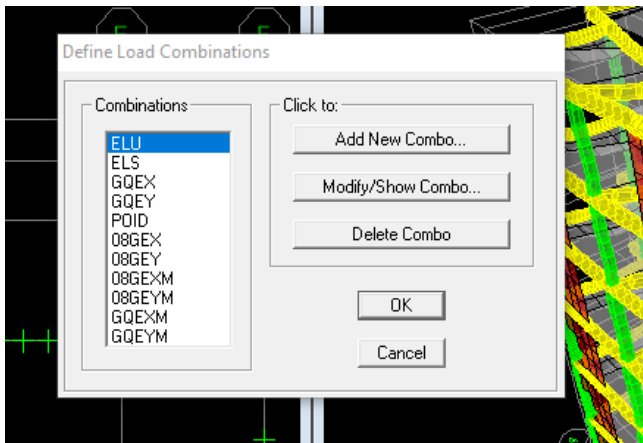 Define Load Combinations
Combinations
ELU
ELS
GQEX
GQEY
POID
08GEX
08GEY
08GEXM
08GEYM
GQEXM
GQEYM
Click to:
Add New Combo...
Modify/Show Combo...
Delete Combo
OK
Cancel